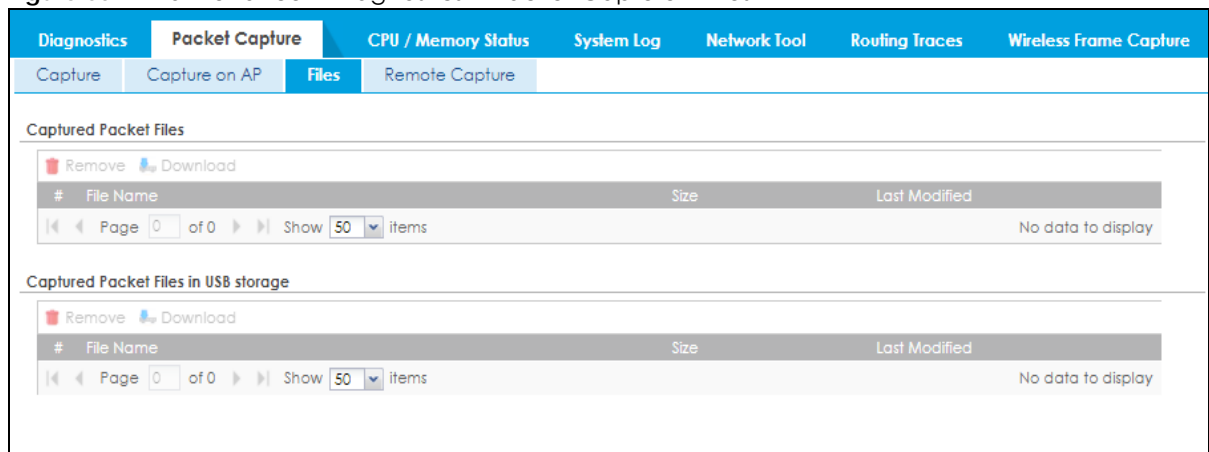 Diagnostics Packet Capture CPU / Memory Status System Log Network Tool Routing Traces Wireless Frame Capture
Capture Capture on AP Files Remote Capture
Captured Packet Files
Remove Download
# File Name Size Last Modified
Page 0 of 0 Show 50 items No data to display
Captured Packet Files in USB storage
Remove Download
# File Name Size Last Modified
Page 0 of 0 Show 50 items No data to display